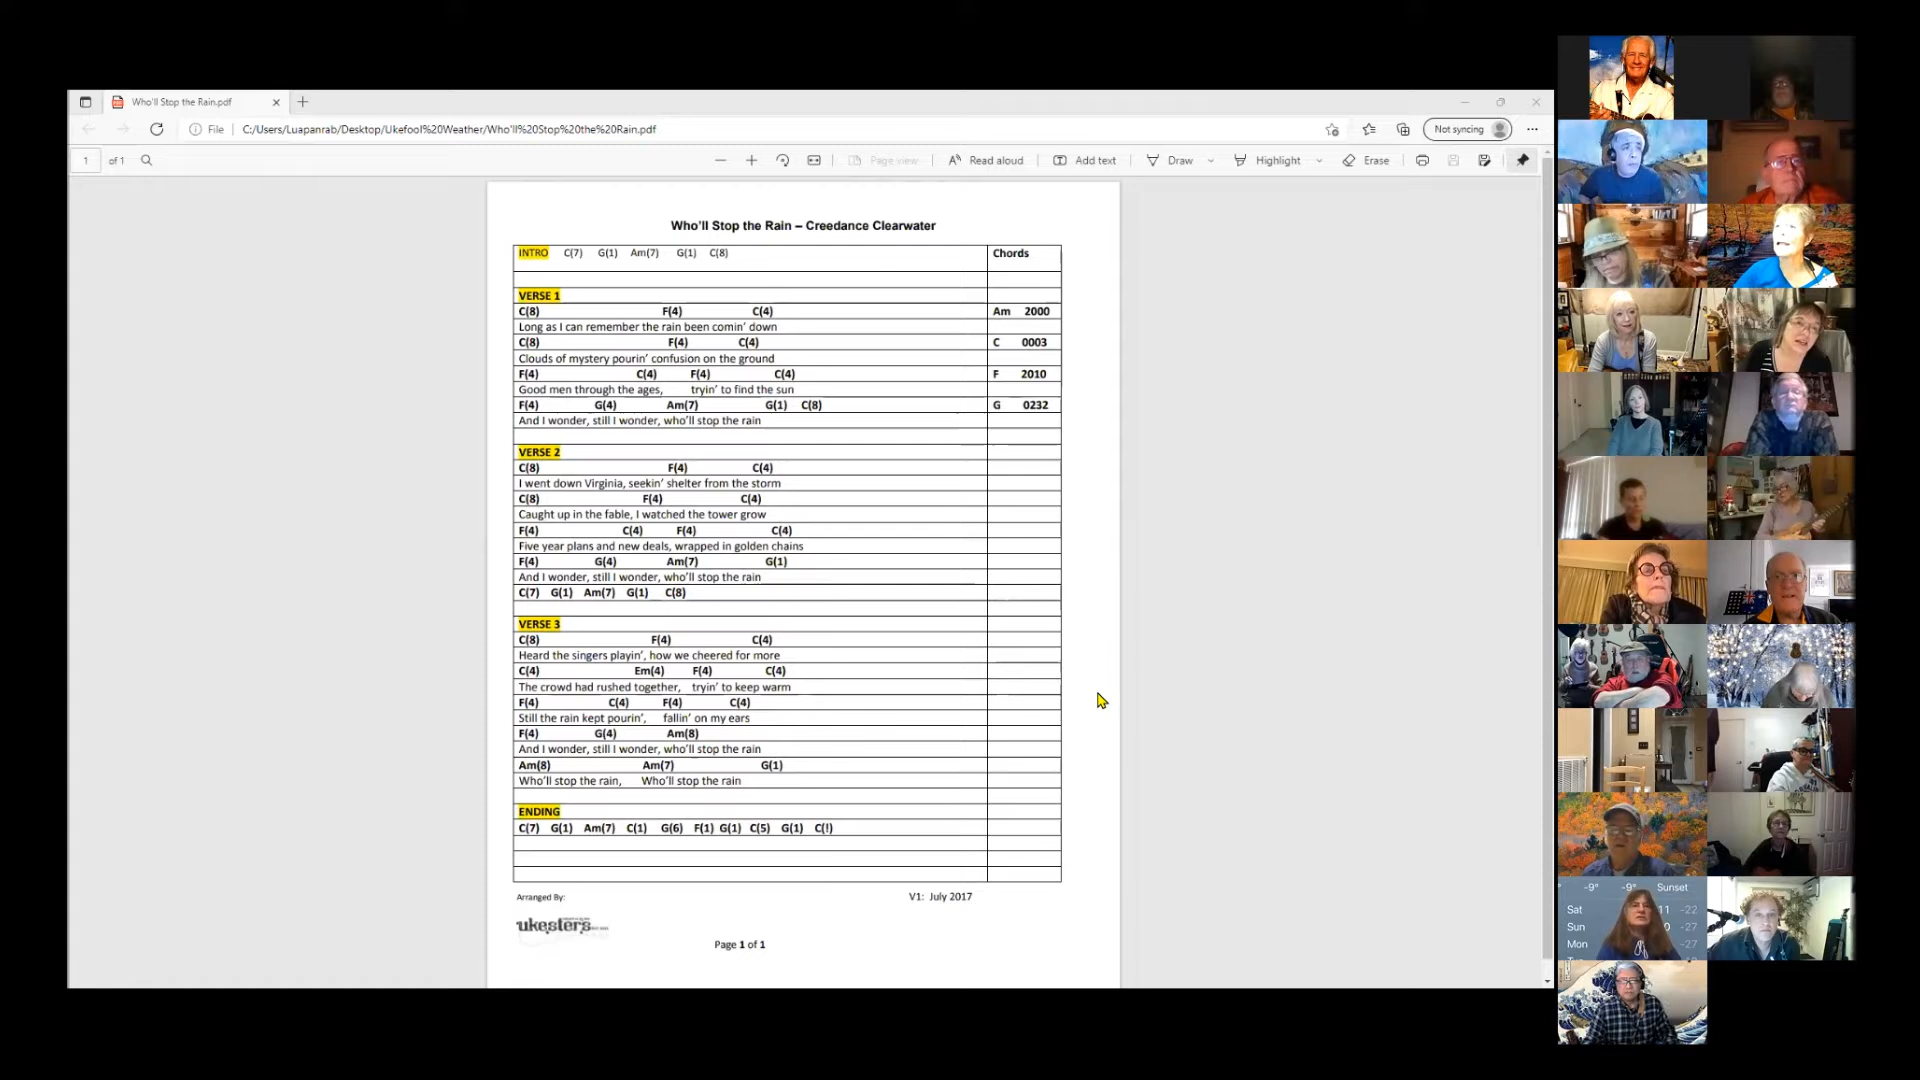 Who'll Stop the Rain.pdf
File C:/Users/Luapanrab/Desktop/Ukefool%20Weather/Who'll%20Stop%20the%20Rain.pdf Not syncing
1 of 1 Page view Read aloud Add text Draw Highlight Erase
Who'll Stop the Rain – Creedance Clearwater
INTRO C(7) G(1) Am(7) G(1) C(8) Chords
VERSE 1
C(8) F(4) C(4) Am 2000
Long as I can remember the rain been comin' down
C(8) F(4) C(4) C 0003
Clouds of mystery pourin' confusion on the ground
F(4) C(4) F(4) C(4) F 2010
Good men through the ages, tryin' to find the sun
F(4) G(4) Am(7) G(1) C(8) G 0232
And I wonder, still I wonder, who'll stop the rain
VERSE 2
C(8) F(4) C(4)
I went down Virginia, seekin' shelter from the storm
C(8) F(4) C(4)
Caught up in the fable, I watched the tower grow
F(4) C(4) F(4) C(4)
Five year plans and new deals, wrapped in golden chains
F(4) G(4) Am(7) G(1)
And I wonder, still I wonder, who'll stop the rain
C(7) G(1) Am(7) G(1) C(8)
VERSE 3
C(8) F(4) C(4)
Heard the singers playin', how we cheered for more
C(4) Em(4) F(4) C(4)
The crowd had rushed together, tryin' to keep warm
F(4) C(4) F(4) C(4)
Still the rain kept pourin', fallin' on my ears
F(4) G(4) Am(8)
And I wonder, still I wonder, who'll stop the rain
Am(8) Am(7) G(1)
Who'll stop the rain, Who'll stop the rain
ENDING
C(7) G(1) Am(7) C(1) G(6) F(1) G(1) C(5) G(1) C(!)
Arranged By: V1: July 2017
ukesters
Page 1 of 1
-9° -9° Sunset
Sat 11 -22
Sun 0 -27
Mon -27